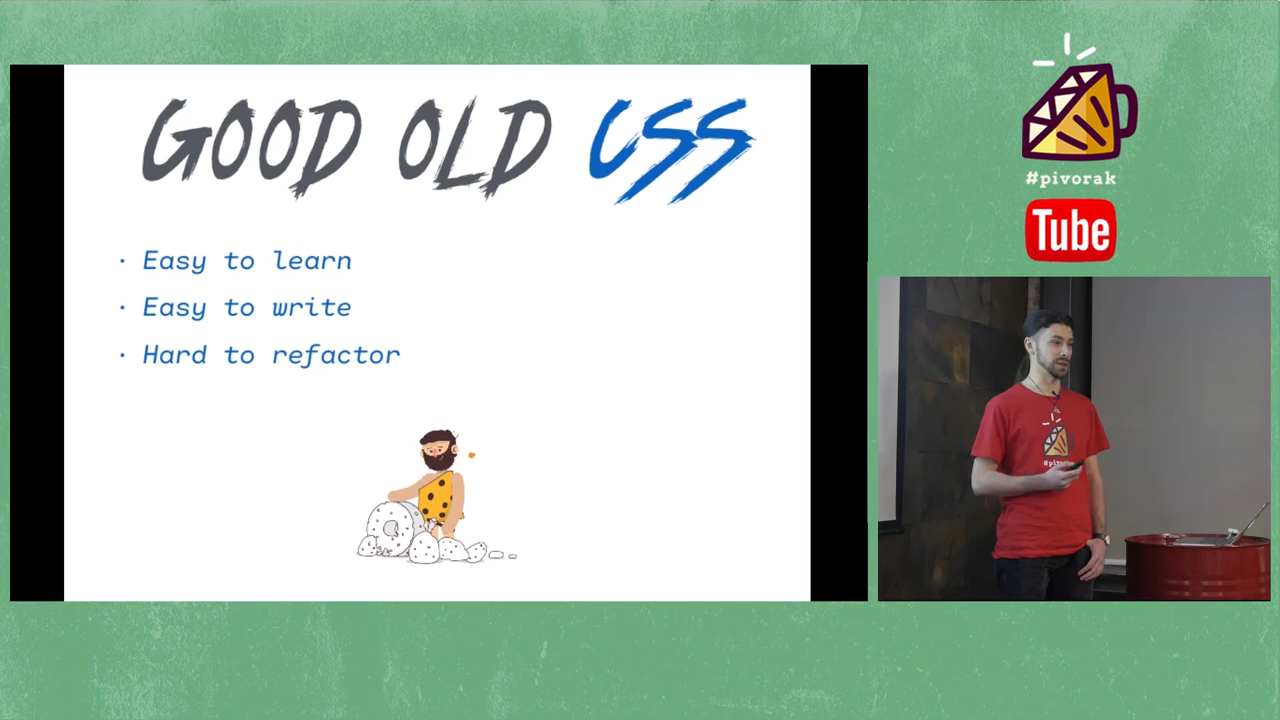 GOOD OLD CSS
· Easy to learn
· Easy to write
· Hard to refactor
#pivorak
Tube